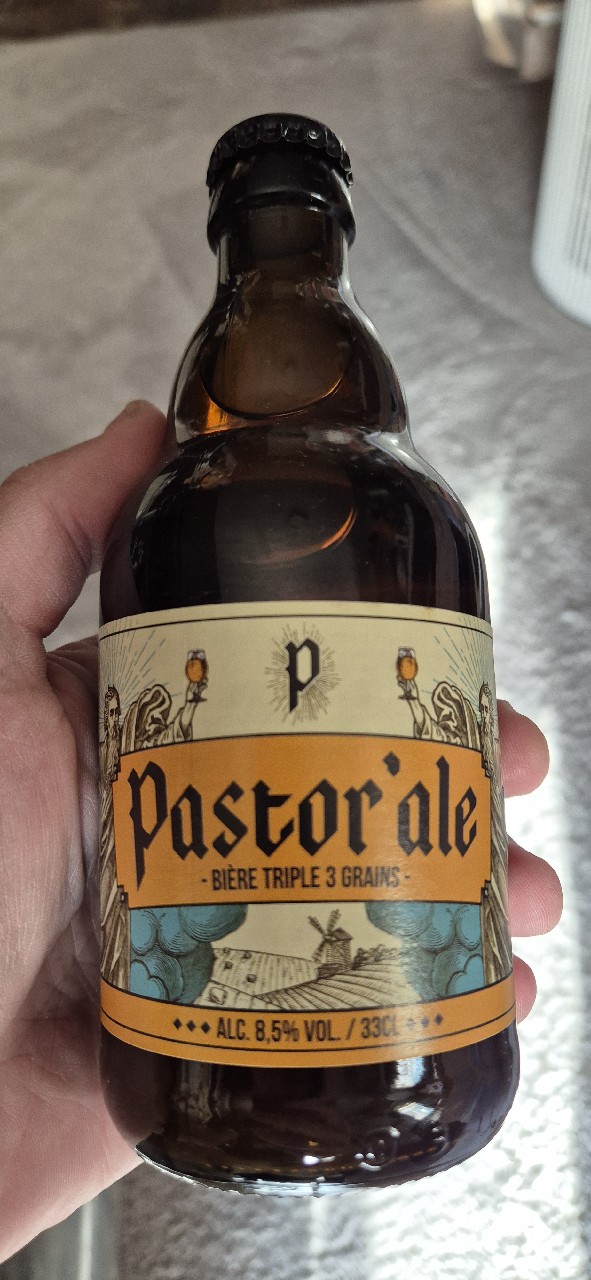 P
Pastor'ale
- BIÈRE TRIPLE 3 GRAINS -
ALC. 8,5% VOL. / 33CL